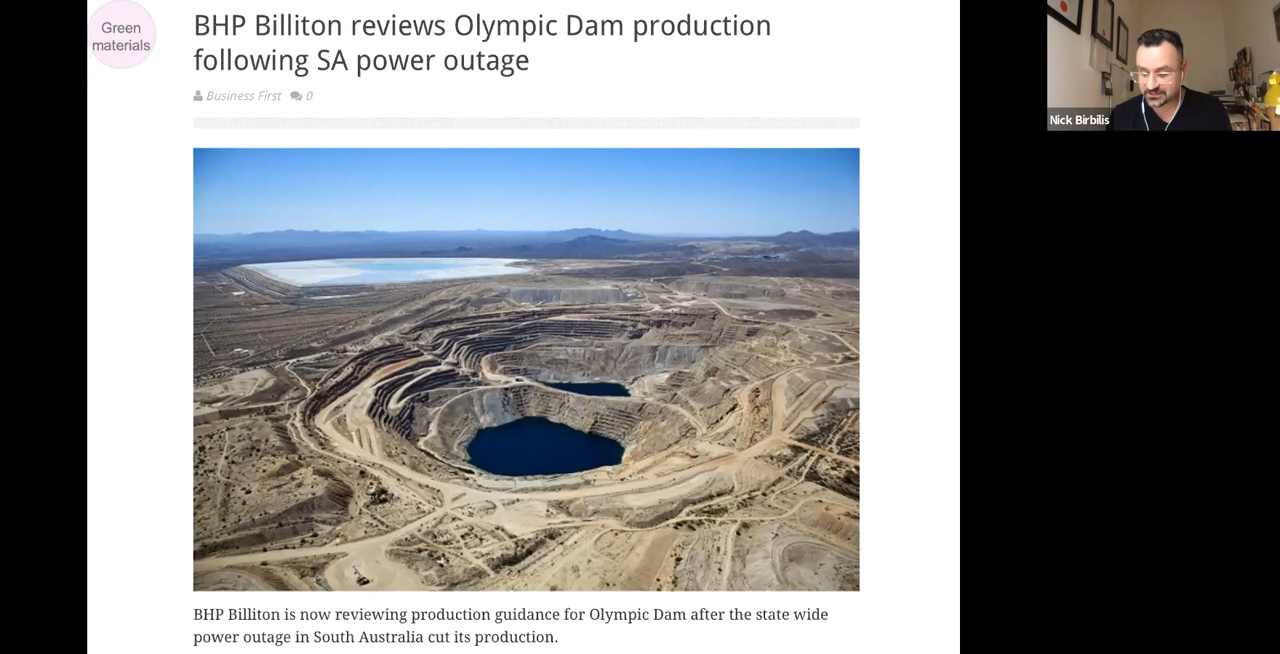 Green
materials
BHP Billiton reviews Olympic Dam production
following SA power outage
Business First 0
BHP Billiton is now reviewing production guidance for Olympic Dam after the state wide
power outage in South Australia cut its production.
Nick Birbilis